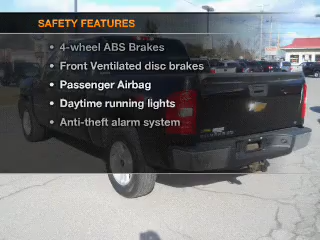 SAFETY FEATURES
• 4-wheel ABS Brakes
• Front Ventilated disc brakes
• Passenger Airbag
• Daytime running lights
• Anti-theft alarm system